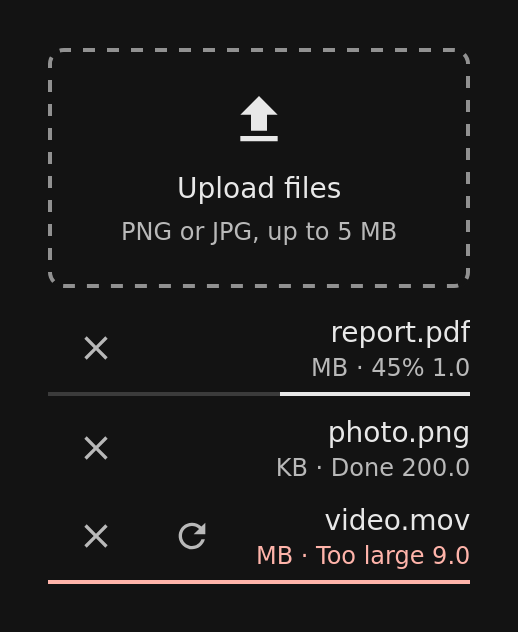 Upload files
PNG or JPG, up to 5 MB
report.pdf
MB · 45% 1.0
photo.png
KB · Done 200.0
video.mov
MB · Too large 9.0